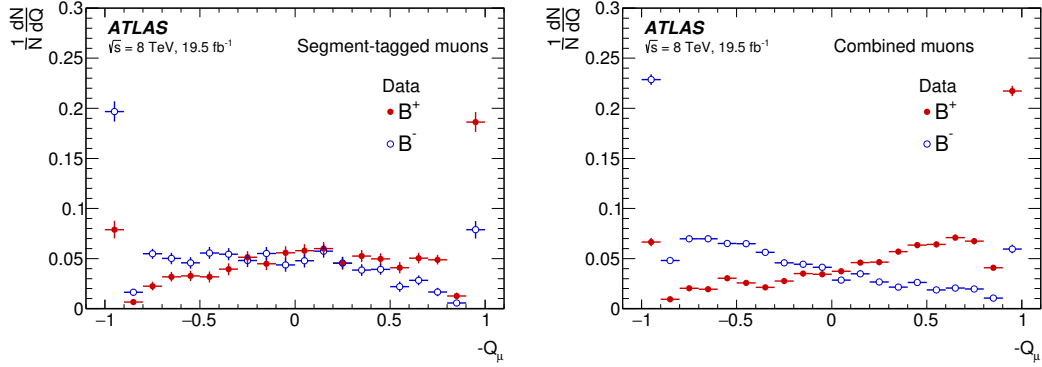 1/N dN/dQ
0.3
0.25
0.2
0.15
0.1
0.05
0
ATLAS
√s = 8 TeV, 19.5 fb⁻¹
Segment-tagged muons
Data
B⁺
B⁻
−1 −0.5 0 0.5 1
-Qμ
1/N dN/dQ
0.3
0.25
0.2
0.15
0.1
0.05
0
ATLAS
√s = 8 TeV, 19.5 fb⁻¹
Combined muons
Data
B⁺
B⁻
−1 −0.5 0 0.5 1
-Qμ